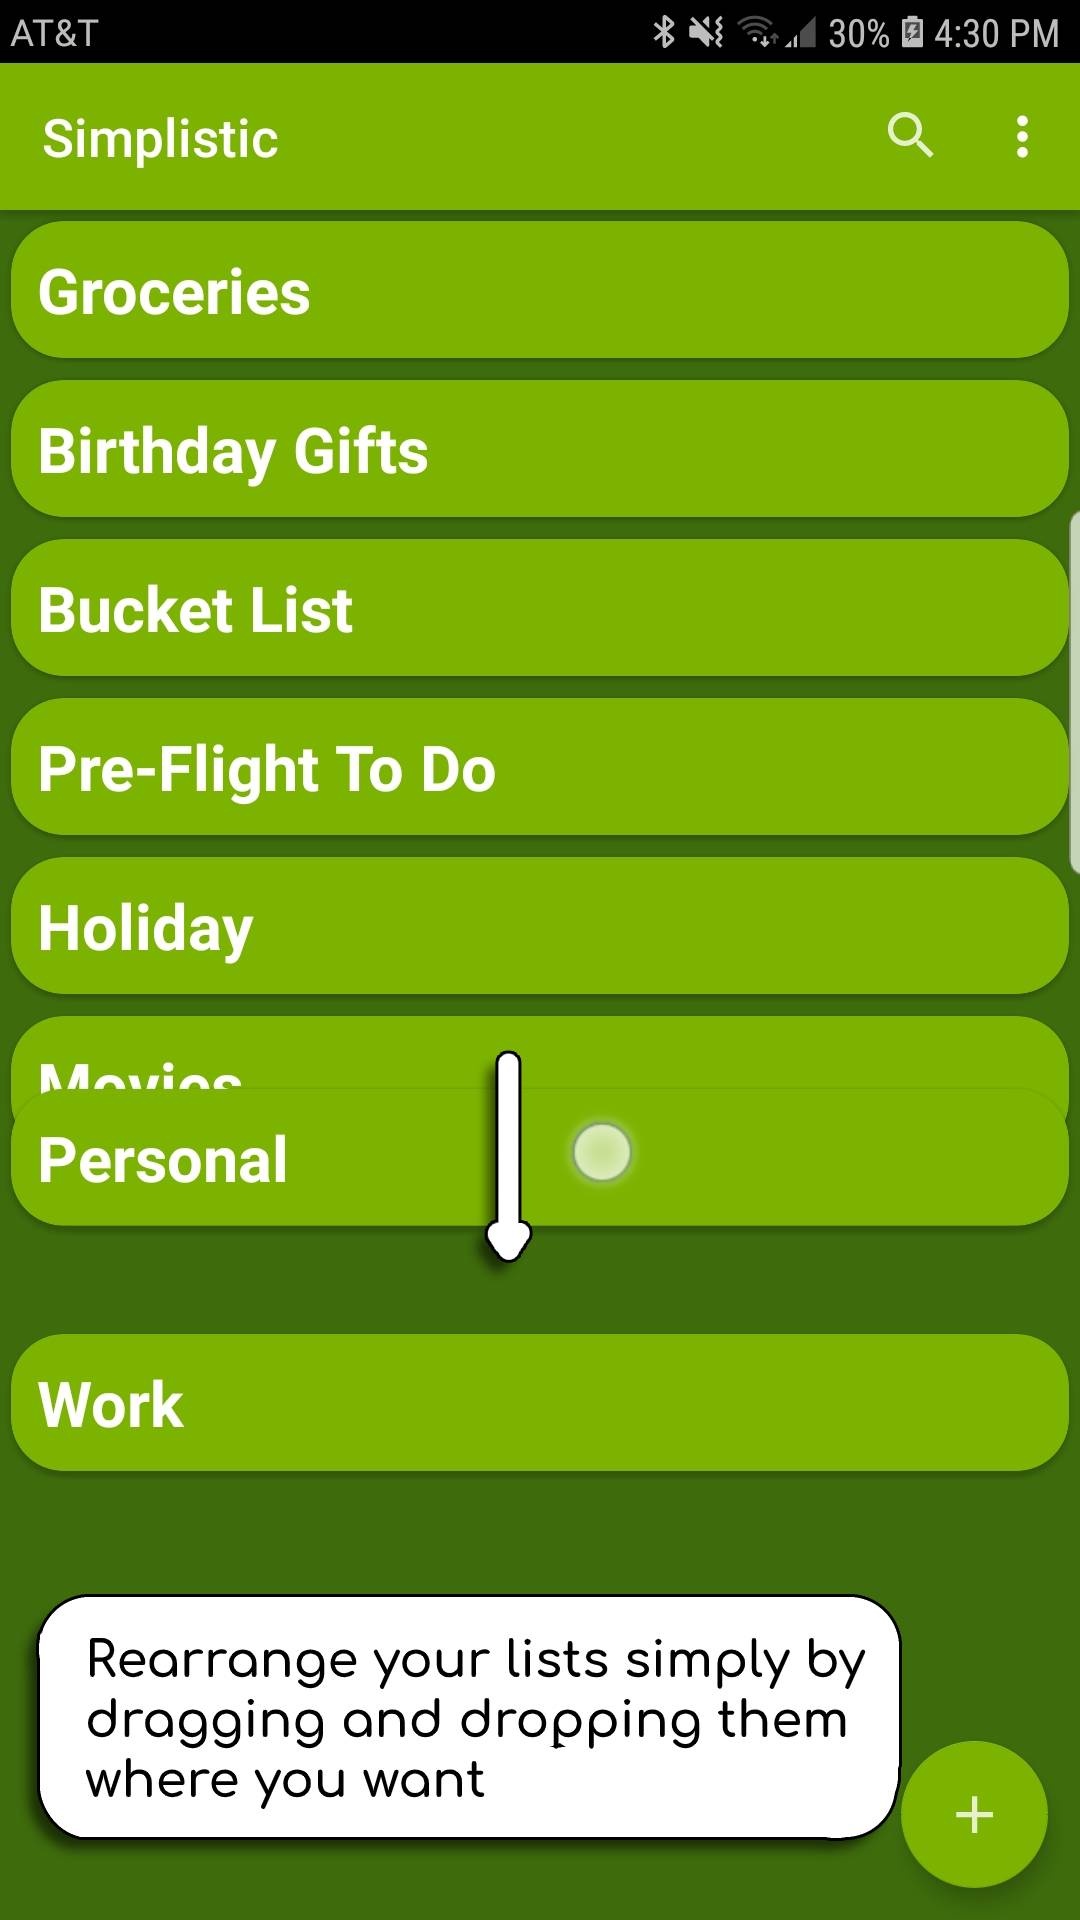 AT&T 30% 4:30 PM
Simplistic
Groceries
Birthday Gifts
Bucket List
Pre-Flight To Do
Holiday
Movies
Personal
Work
Rearrange your lists simply by
dragging and dropping them
where you want
+